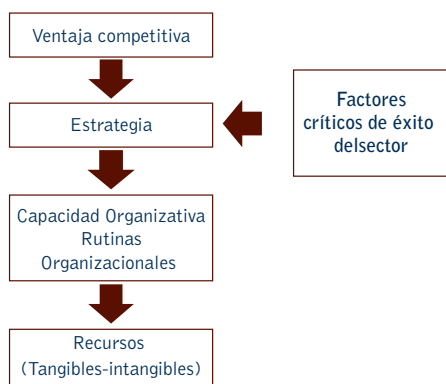 Ventaja competitiva
Estrategia
Factores
críticos de éxito
delsector
Capacidad Organizativa
Rutinas
Organizacionales
Recursos
(Tangibles-intangibles)